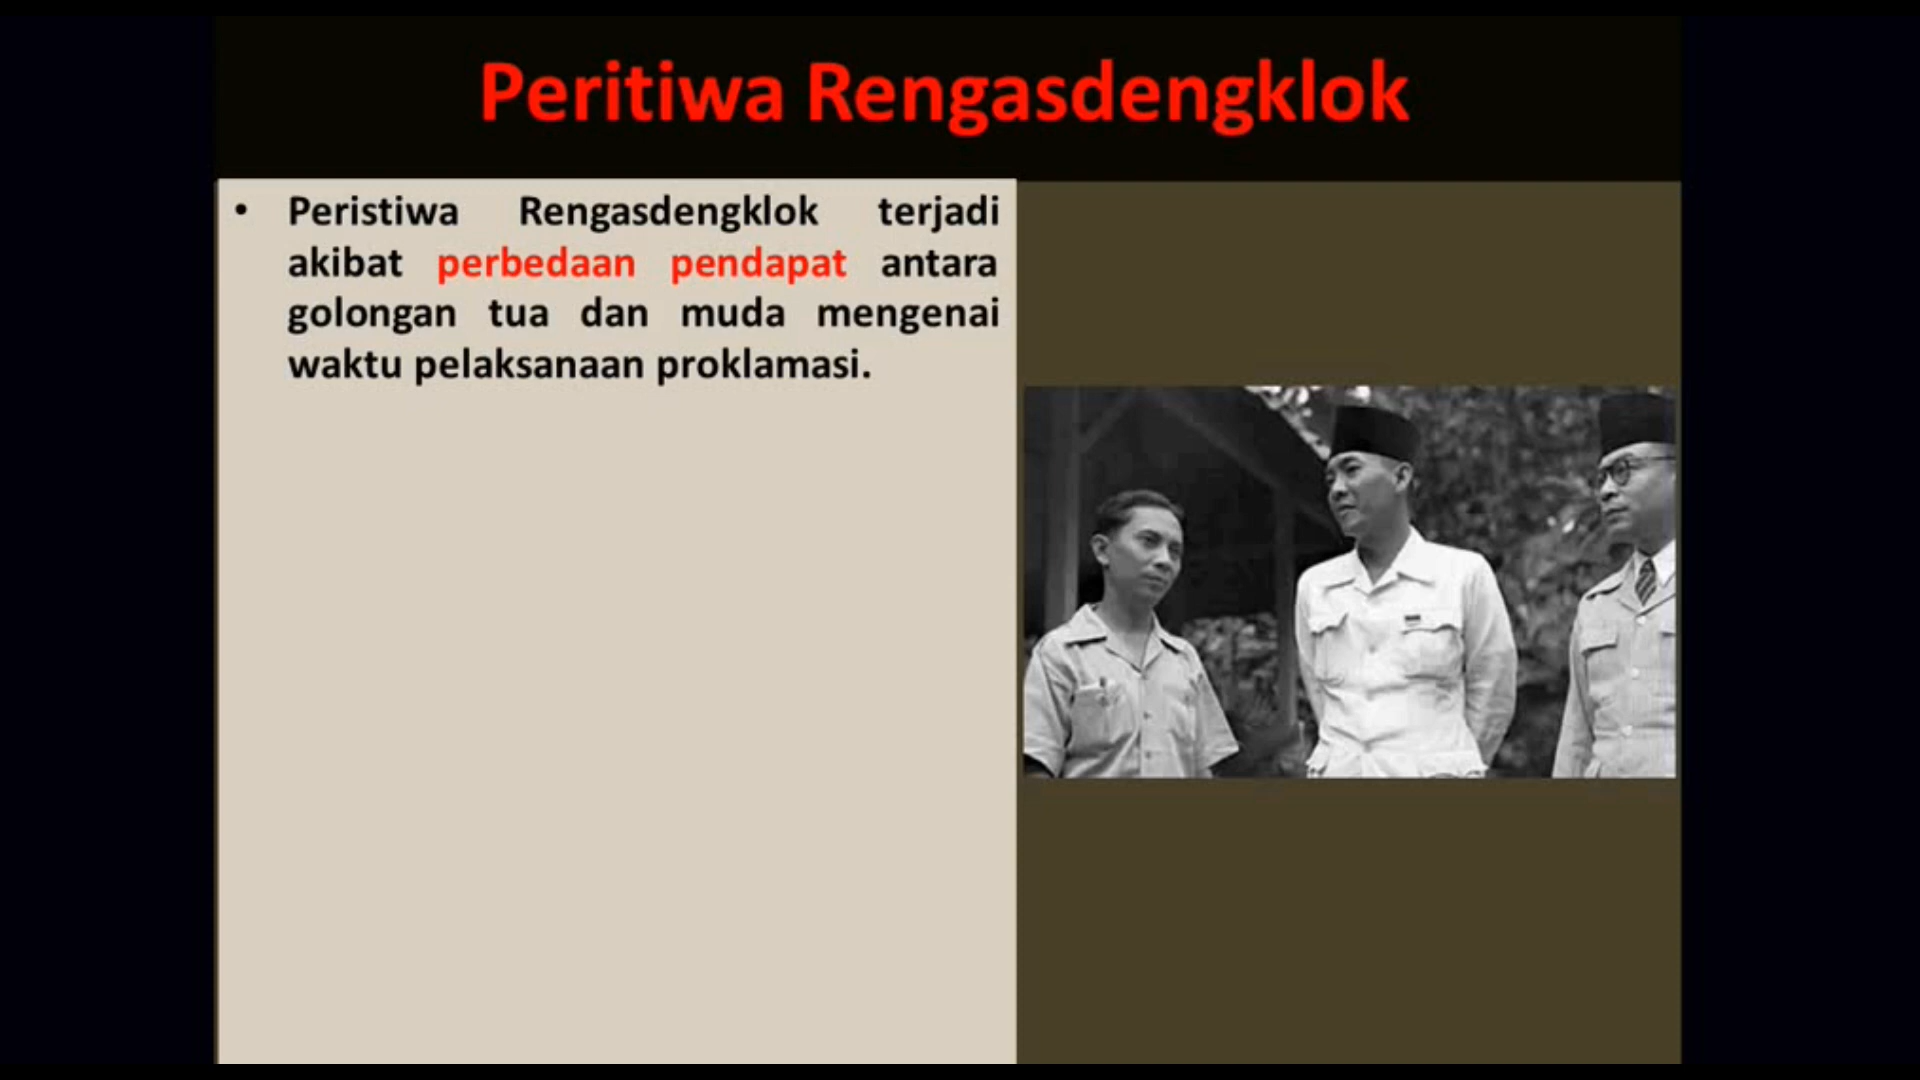 Peritiwa Rengasdengklok
• Peristiwa Rengasdengklok terjadi
akibat perbedaan pendapat antara
golongan tua dan muda mengenai
waktu pelaksanaan proklamasi.